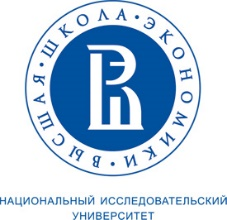 ВЫСШАЯ · ШКОЛА · ЭКОНОМИКИ ·
НАЦИОНАЛЬНЫЙ ИССЛЕДОВАТЕЛЬСКИЙ
УНИВЕРСИТЕТ